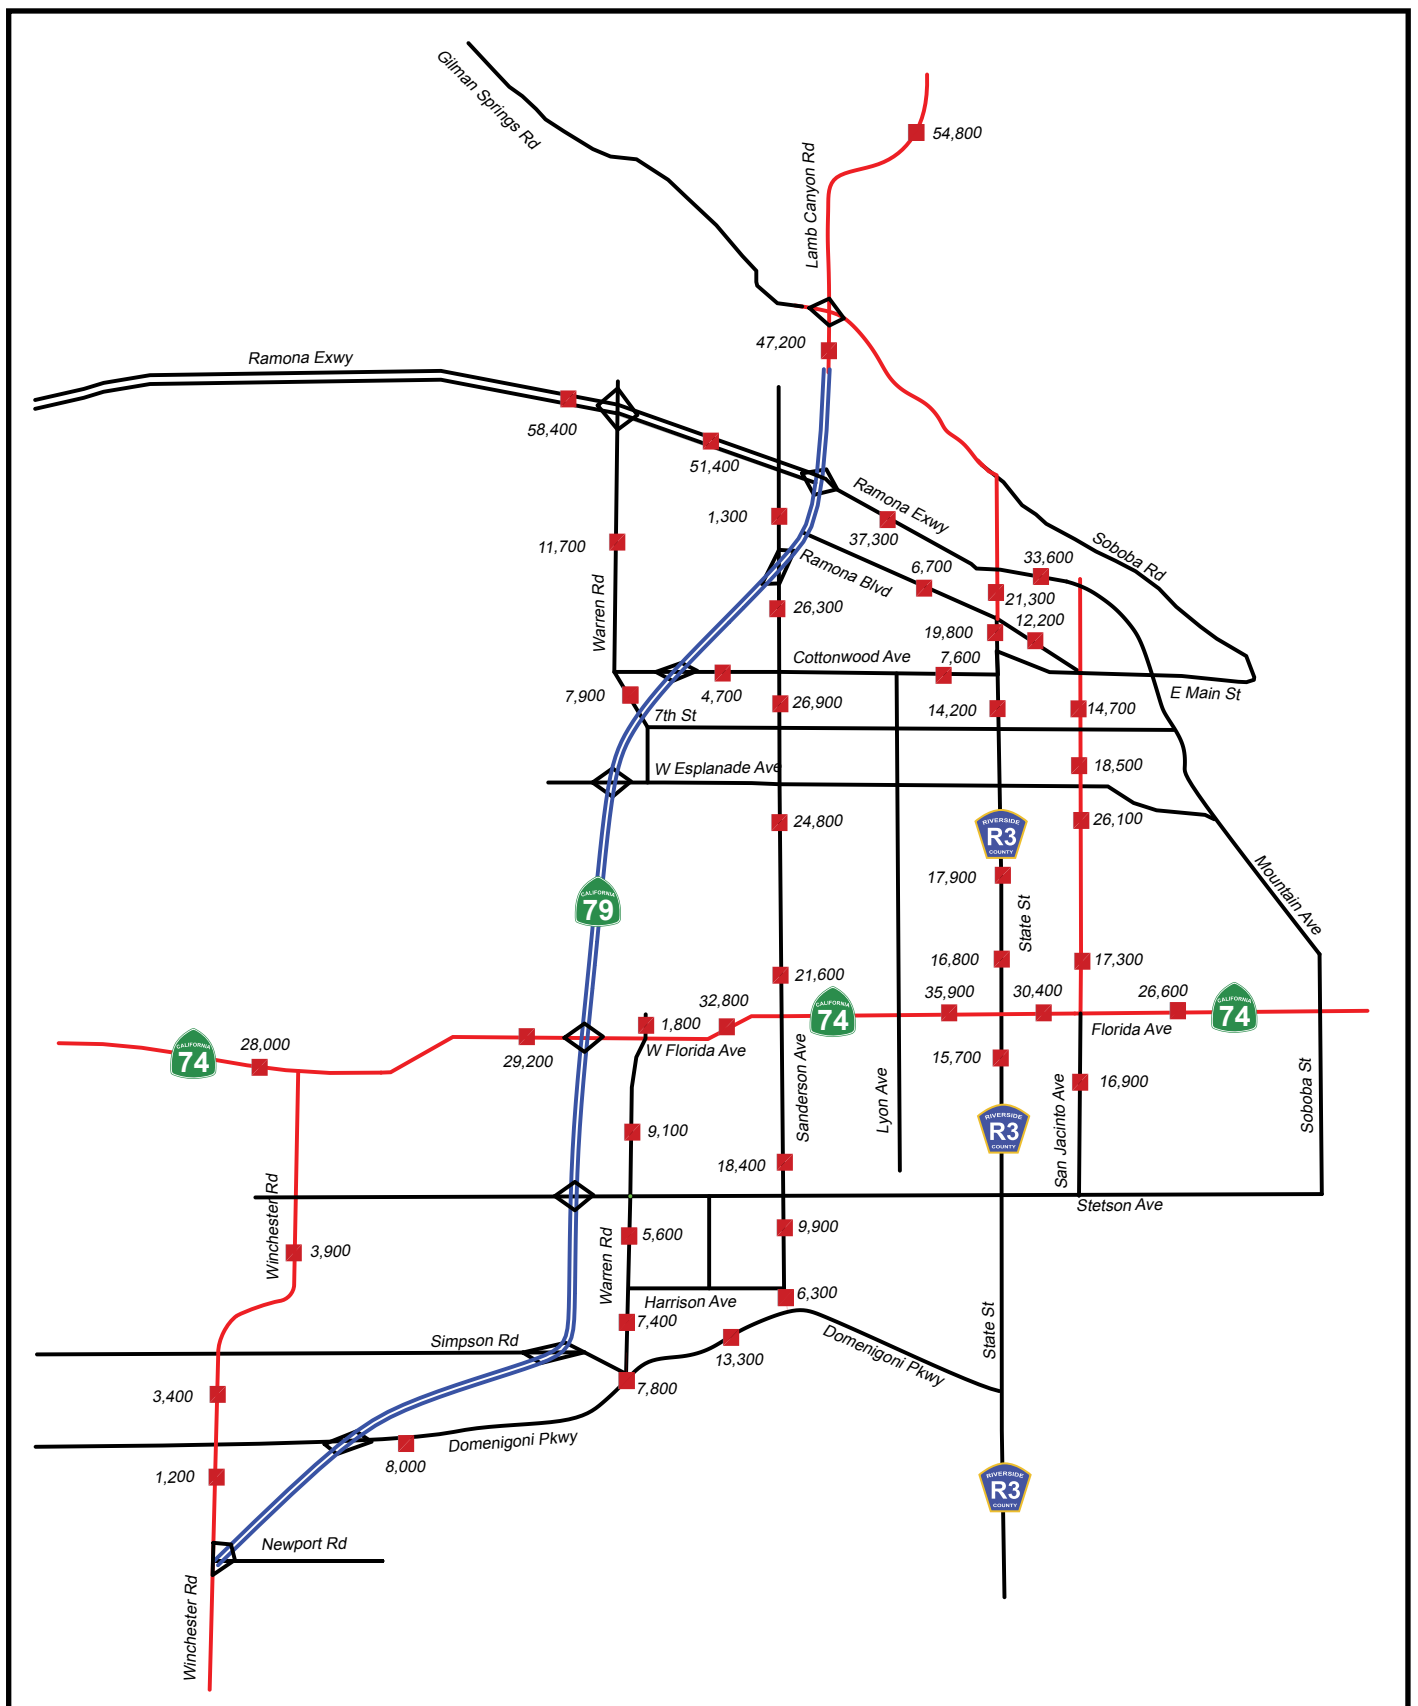 Gilman Springs Rd
54,800
Lamb Canyon Rd
47,200
Ramona Exwy
58,400
51,400
Ramona Exwy
37,300
1,300
11,700
Soboba Rd
33,600
6,700
Ramona Blvd
21,300
26,300
12,200
19,800
Warren Rd
Cottonwood Ave
7,600
7,900
4,700
E Main St
26,900
14,200
14,700
7th St
18,500
W Esplanade Ave
24,800
RIVERSIDE
R3
COUNTY
26,100
17,900
Mountain Ave
CALIFORNIA
79
State St
16,800
17,300
21,600
35,900
30,400
26,600
32,800
CALIFORNIA
74
CALIFORNIA
74
1,800
Florida Ave
28,000
CALIFORNIA
74
29,200
W Florida Ave
15,700
Sanderson Ave
Lyon Ave
16,900
San Jacinto Ave
Soboba St
9,100
RIVERSIDE
R3
COUNTY
18,400
Stetson Ave
Winchester Rd
3,900
5,600
9,900
Warren Rd
6,300
Harrison Ave
7,400
State St
Simpson Rd
13,300
Domenigoni Pkwy
7,800
3,400
Domenigoni Pkwy
8,000
1,200
RIVERSIDE
R3
COUNTY
Newport Rd
Winchester Rd